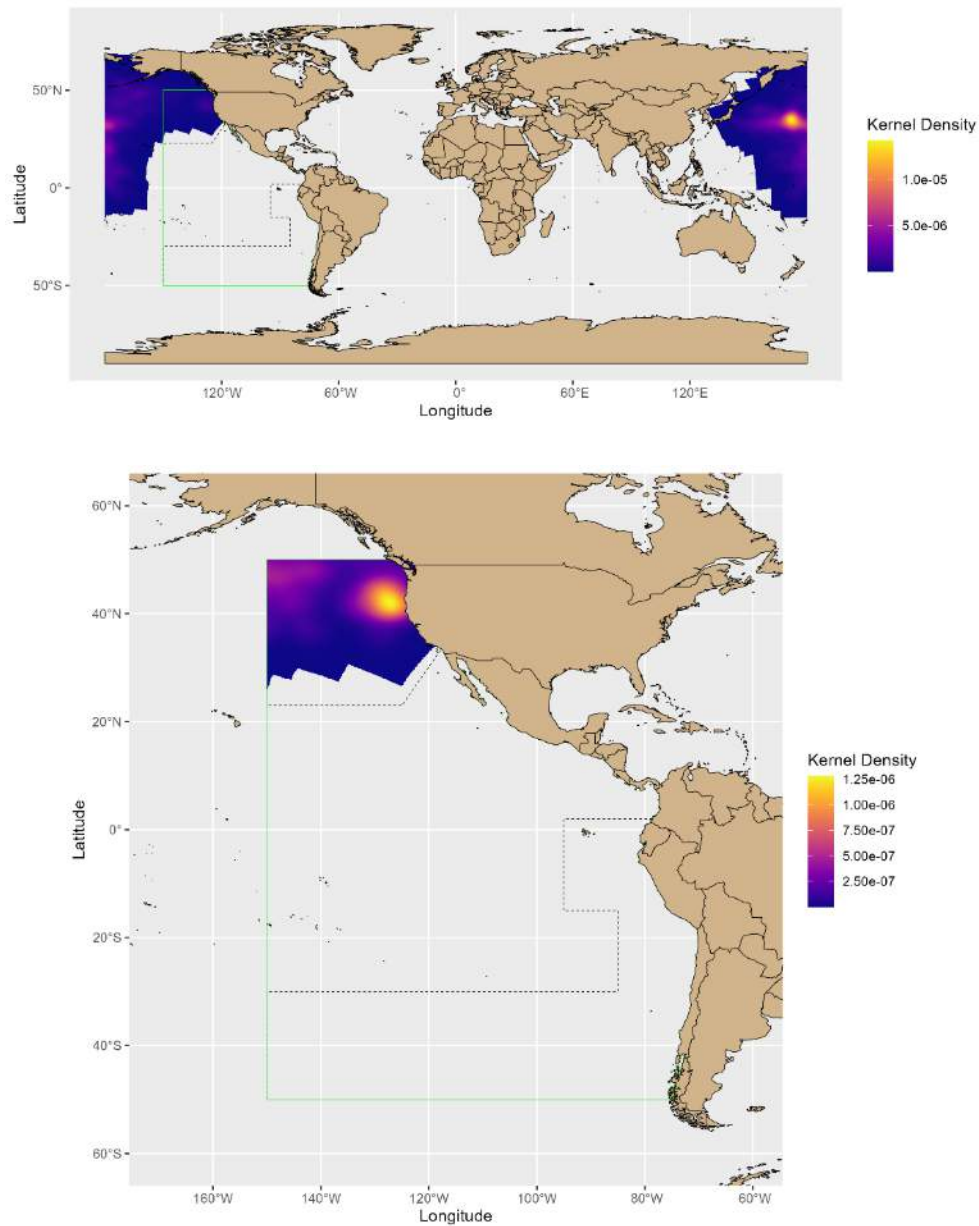 50°N
0°
50°S
Latitude
120°W
60°W
0°
60°E
120°E
Longitude
Kernel Density
1.0e-05
5.0e-06
60°N
40°N
20°N
0°
20°S
40°S
60°S
Latitude
160°W
140°W
120°W
100°W
80°W
60°W
Longitude
Kernel Density
1.25e-06
1.00e-06
7.50e-07
5.00e-07
2.50e-07